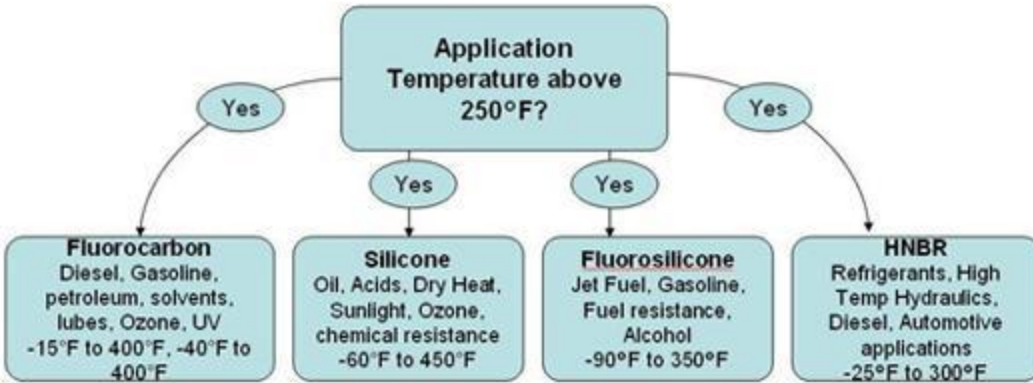 Application
Temperature above
250°F?
Yes
Yes
Yes
Yes
Fluorocarbon
Diesel, Gasoline,
petroleum, solvents,
lubes, Ozone, UV
-15°F to 400°F, -40°F to
400°F
Silicone
Oil, Acids, Dry Heat,
Sunlight, Ozone,
chemical resistance
-60°F to 450°F
Fluorosilicone
Jet Fuel, Gasoline,
Fuel resistance,
Alcohol
-90°F to 350°F
HNBR
Refrigerants, High
Temp Hydraulics,
Diesel, Automotive
applications
-25°F to 300°F